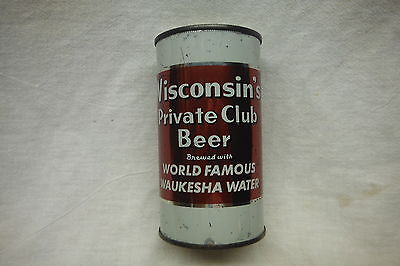 Wisconsin's
Private Club
Beer
Brewed with
WORLD FAMOUS
WAUKESHA WATER